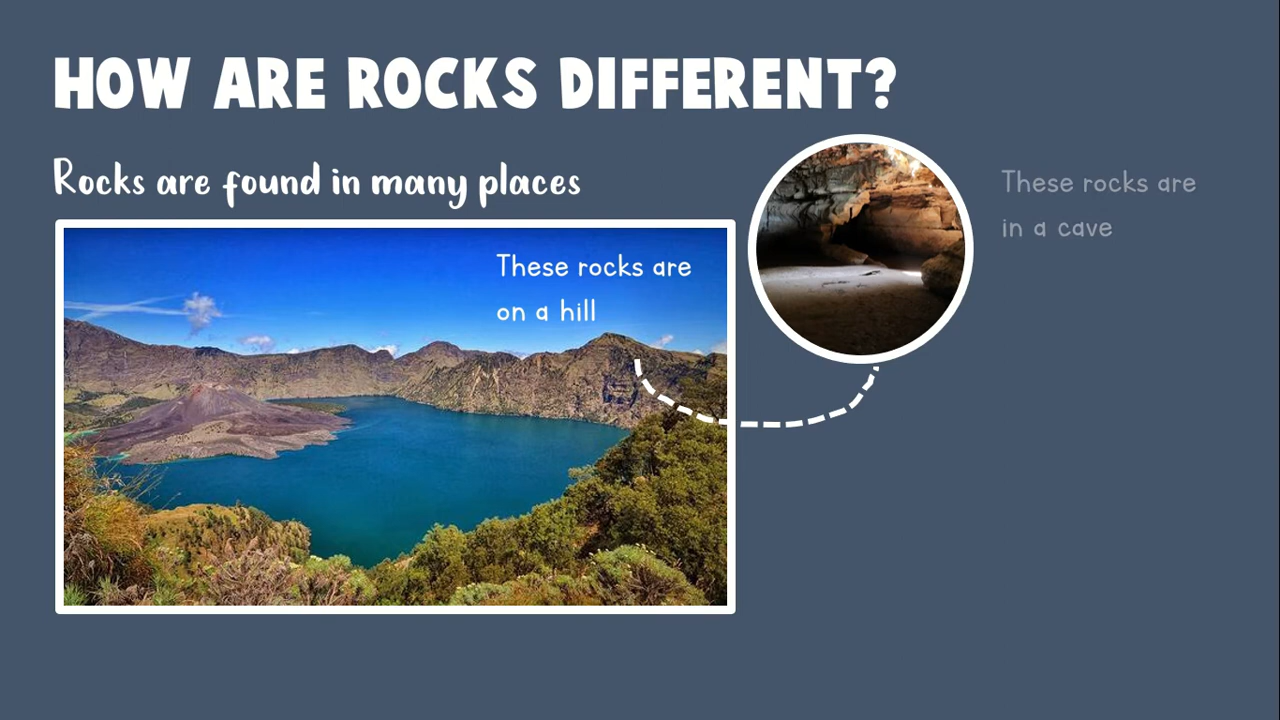 HOW ARE ROCKS DIFFERENT?
Rocks are found in many places
These rocks are
on a hill
These rocks are
in a cave